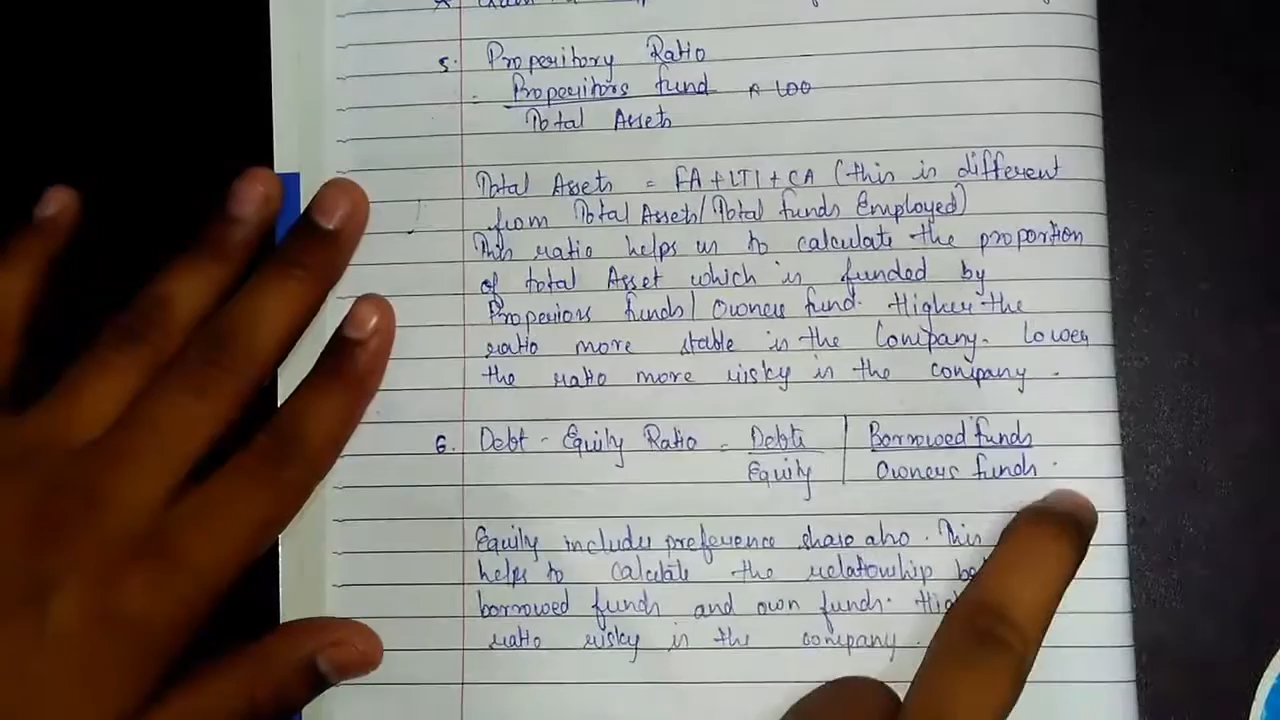 5. Properitory Ratio
= Properitors fund × 100
Total Assets
Total Assets = FA + LTI + CA (this is different
from Total Assets/Total funds Employed)
This ratio helps us to calculate the proportion
of total Asset which is funded by
Properiors funds/ Owners fund. Higher the
ratio more stable is the Company. Lower
the ratio more risky is the company.
6. Debt - Equity Ratio = Debts | Borrowed funds
Equity | Owners funds.
Equity includes preference share also. This
helps to calculate the relationship
borrowed funds and own funds.
ratio risky is the company.